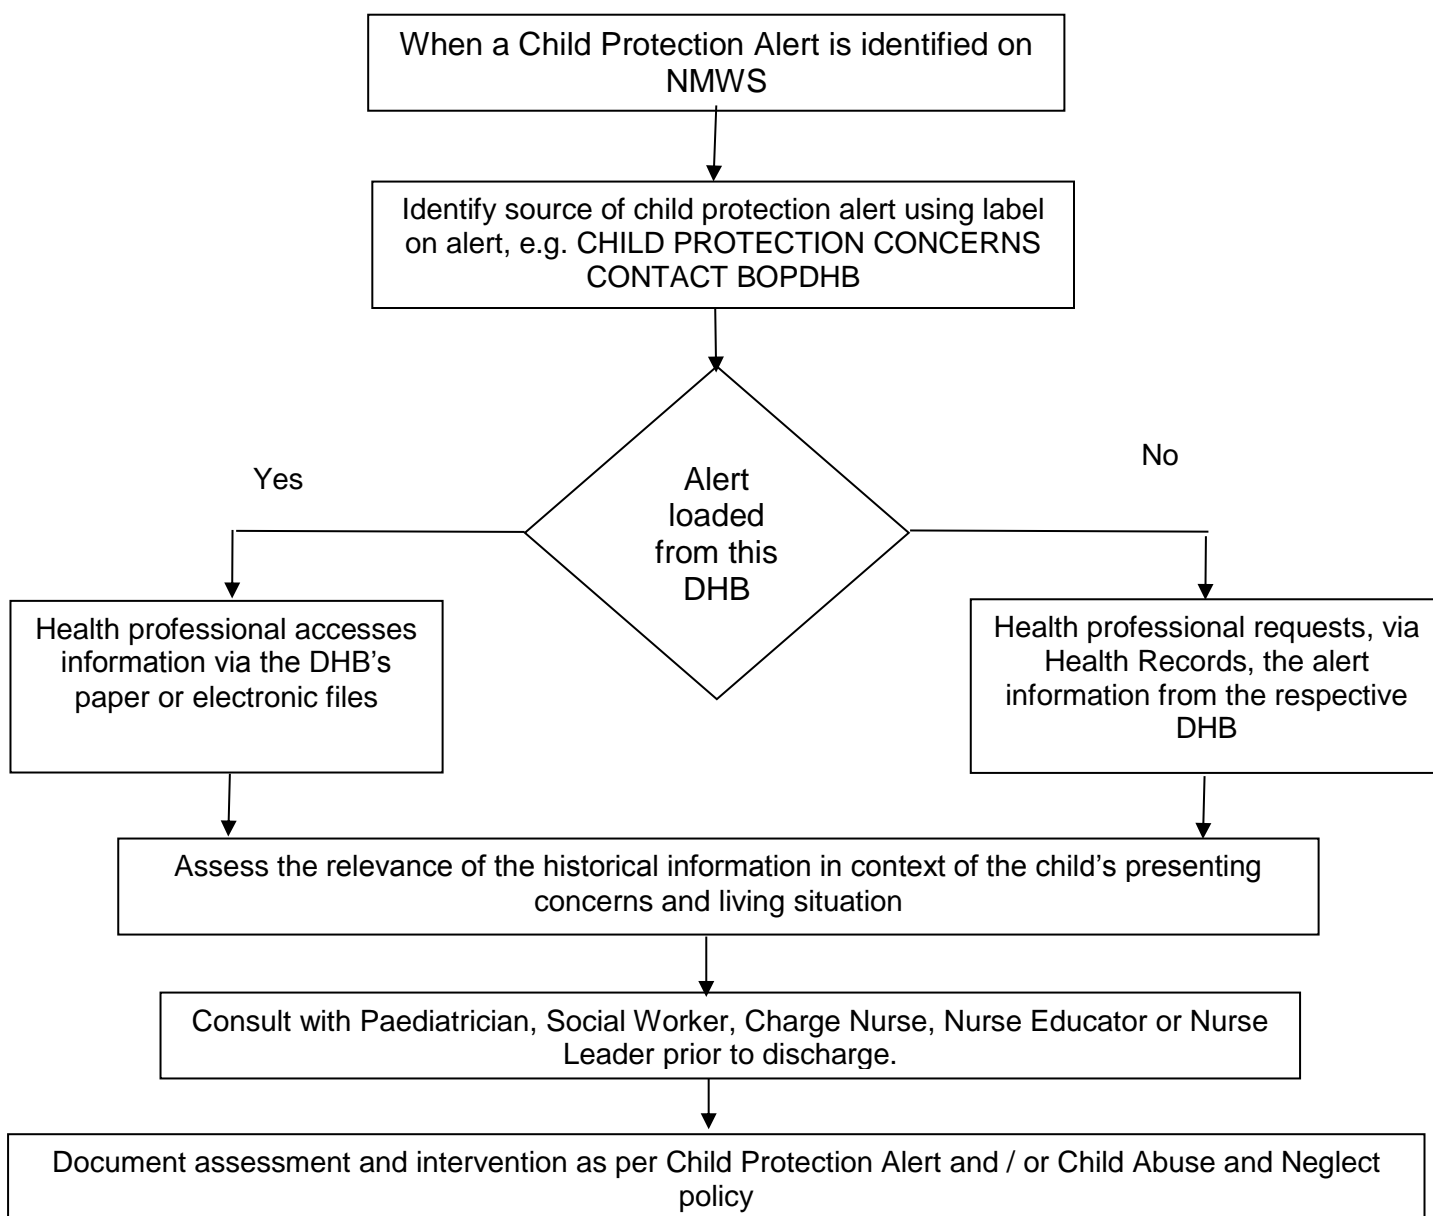 When a Child Protection Alert is identified on
NMWS
Identify source of child protection alert using label
on alert, e.g. CHILD PROTECTION CONCERNS
CONTACT BOPDHB
Alert
loaded
from this
DHB
Yes
No
Health professional accesses
information via the DHB’s
paper or electronic files
Health professional requests, via
Health Records, the alert
information from the respective
DHB
Assess the relevance of the historical information in context of the child’s presenting
concerns and living situation
Consult with Paediatrician, Social Worker, Charge Nurse, Nurse Educator or Nurse
Leader prior to discharge.
Document assessment and intervention as per Child Protection Alert and / or Child Abuse and Neglect
policy